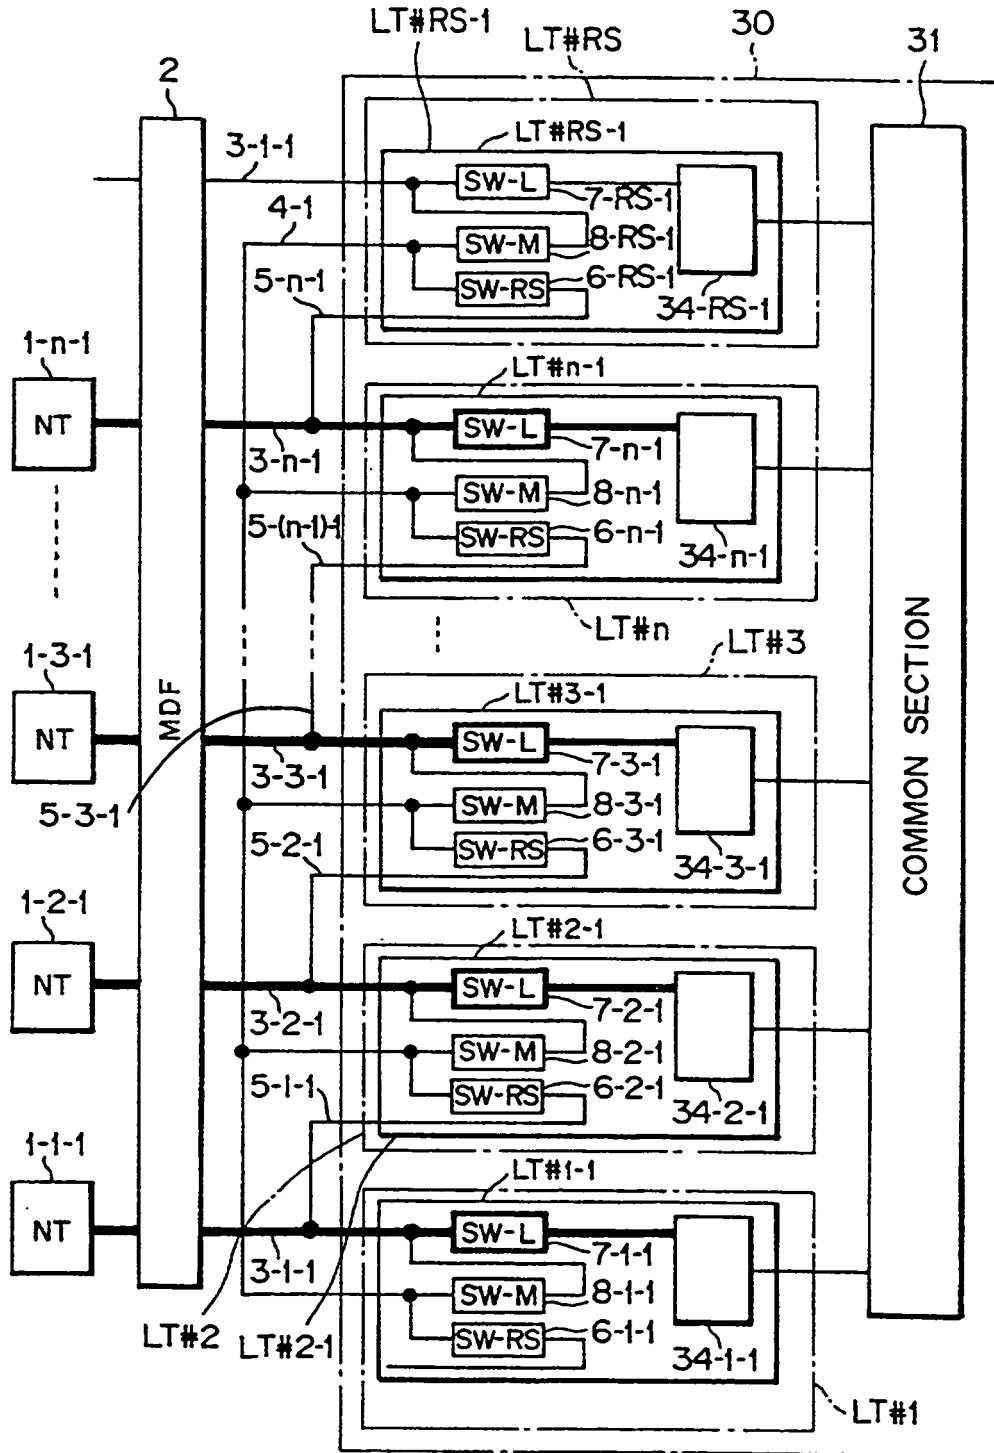 LT#RS-1
LT#RS
30
31
2
LT#RS-1
3-1-1
SW-L
7-RS-1
4-1
SW-M
8-RS-1
5-n-1
SW-RS
6-RS-1
34-RS-1
1-n-1
LT#n-1
NT
SW-L
3-n-1
7-n-1
SW-M
8-n-1
5-(n-1)-1
SW-RS
6-n-1
34-n-1
LT#n
LT#3
1-3-1
MDF
COMMON SECTION
LT#3-1
NT
SW-L
3-3-1
7-3-1
5-3-1
SW-M
8-3-1
5-2-1
SW-RS
6-3-1
34-3-1
1-2-1
LT#2-1
NT
SW-L
3-2-1
7-2-1
SW-M
8-2-1
5-1-1
SW-RS
6-2-1
34-2-1
1-1-1
LT#1-1
NT
SW-L
3-1-1
7-1-1
SW-M
8-1-1
LT#2
LT#2-1
SW-RS
6-1-1
34-1-1
LT#1